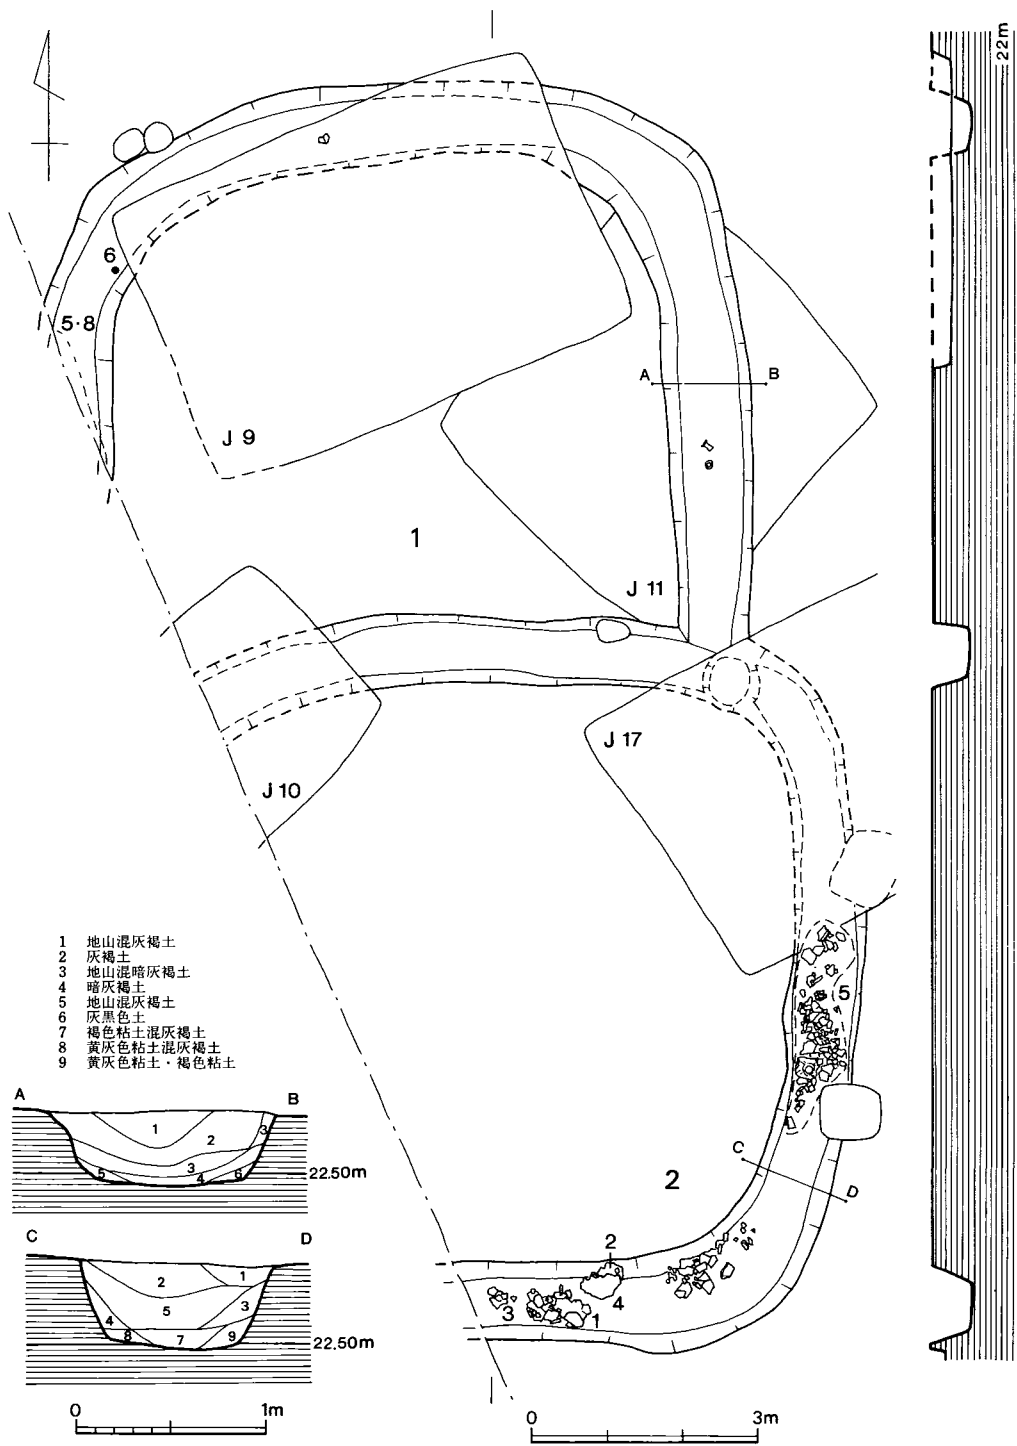 22m
6
5・8
A
B
J 9
1
J 11
J 17
J 10
1 地山混灰褐土
2 灰褐土
3 地山混暗灰褐土
4 暗灰褐土
5 地山混灰褐土
6 灰黒色土
7 褐色粘土混灰褐土
8 黄灰色粘土混灰褐土
9 黄灰色粘土・褐色粘土
5
A
B
1
2
3
3
5
4
6
22.50m
C
D
2
C
D
1
2
5
3
4
8
7
9
22.50m
2
3
4
1
0
1m
0
3m